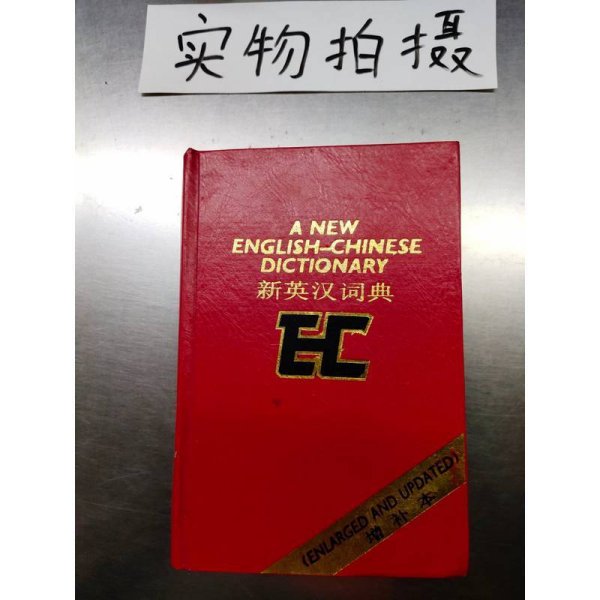 实物拍摄
A NEW
ENGLISH-CHINESE
DICTIONARY
新英汉词典
EC
(ENLARGED AND UPDATED)
增补本